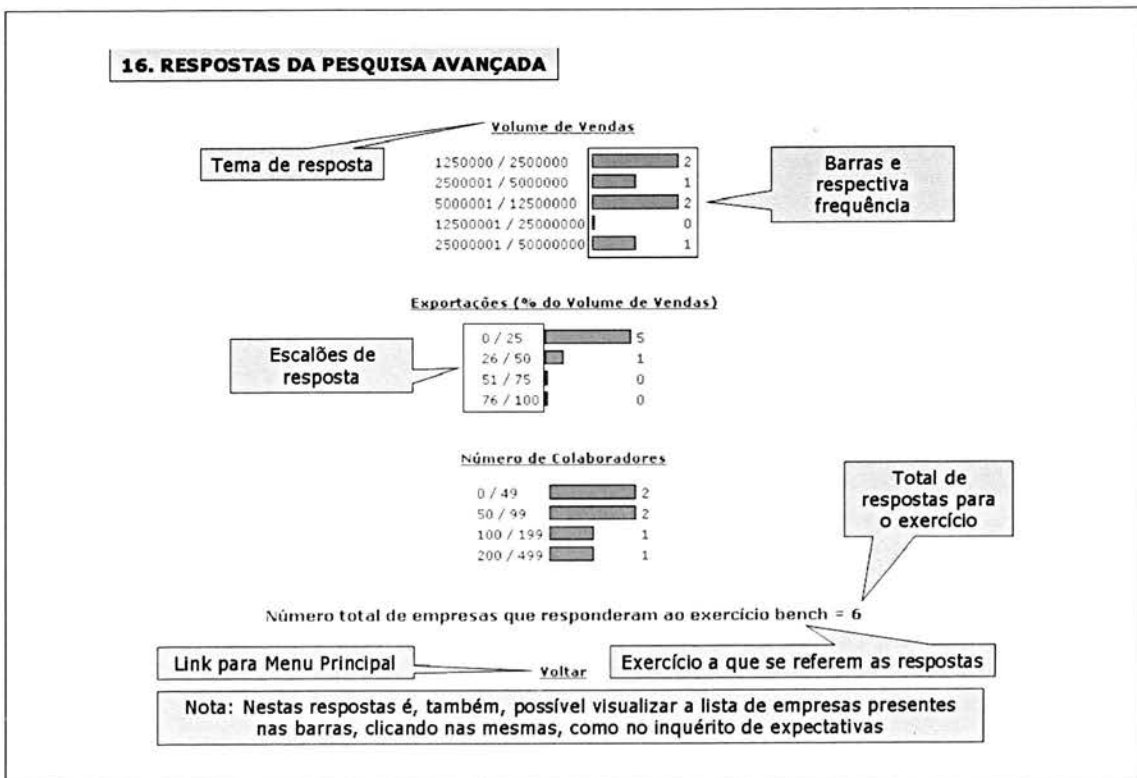 16. RESPOSTAS DA PESQUISA AVANÇADA
Volume de Vendas
Tema de resposta
1250000 / 2500000 2
2500001 / 5000000 1
5000001 / 12500000 2
12500001 / 25000000 0
25000001 / 50000000 1
Barras e
respectiva
frequência
Exportações (% do Volume de Vendas)
Escalões de
resposta
0 / 25 5
26 / 50 1
51 / 75 0
76 / 100 0
Número de Colaboradores
0 / 49 2
50 / 99 2
100 / 199 1
200 / 499 1
Total de
respostas para
o exercício
Número total de empresas que responderam ao exercício bench = 6
Link para Menu Principal
Voltar
Exercício a que se referem as respostas
Nota: Nestas respostas é, também, possível visualizar a lista de empresas presentes
nas barras, clicando nas mesmas, como no inquérito de expectativas